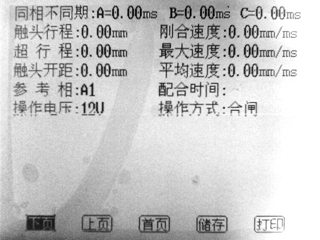 同相不同期:A=0.00ms B=0.00ms C=0.00ms
触头行程:0.00mm 刚合速度:0.00mm/ms
超行程:0.00mm 最大速度:0.00mm/ms
触头开距:0.00mm 平均速度:0.00mm/ms
参考相:A1 配合时间:
操作电压:12V 操作方式:合闸
下页 上页 首页 储存 打印